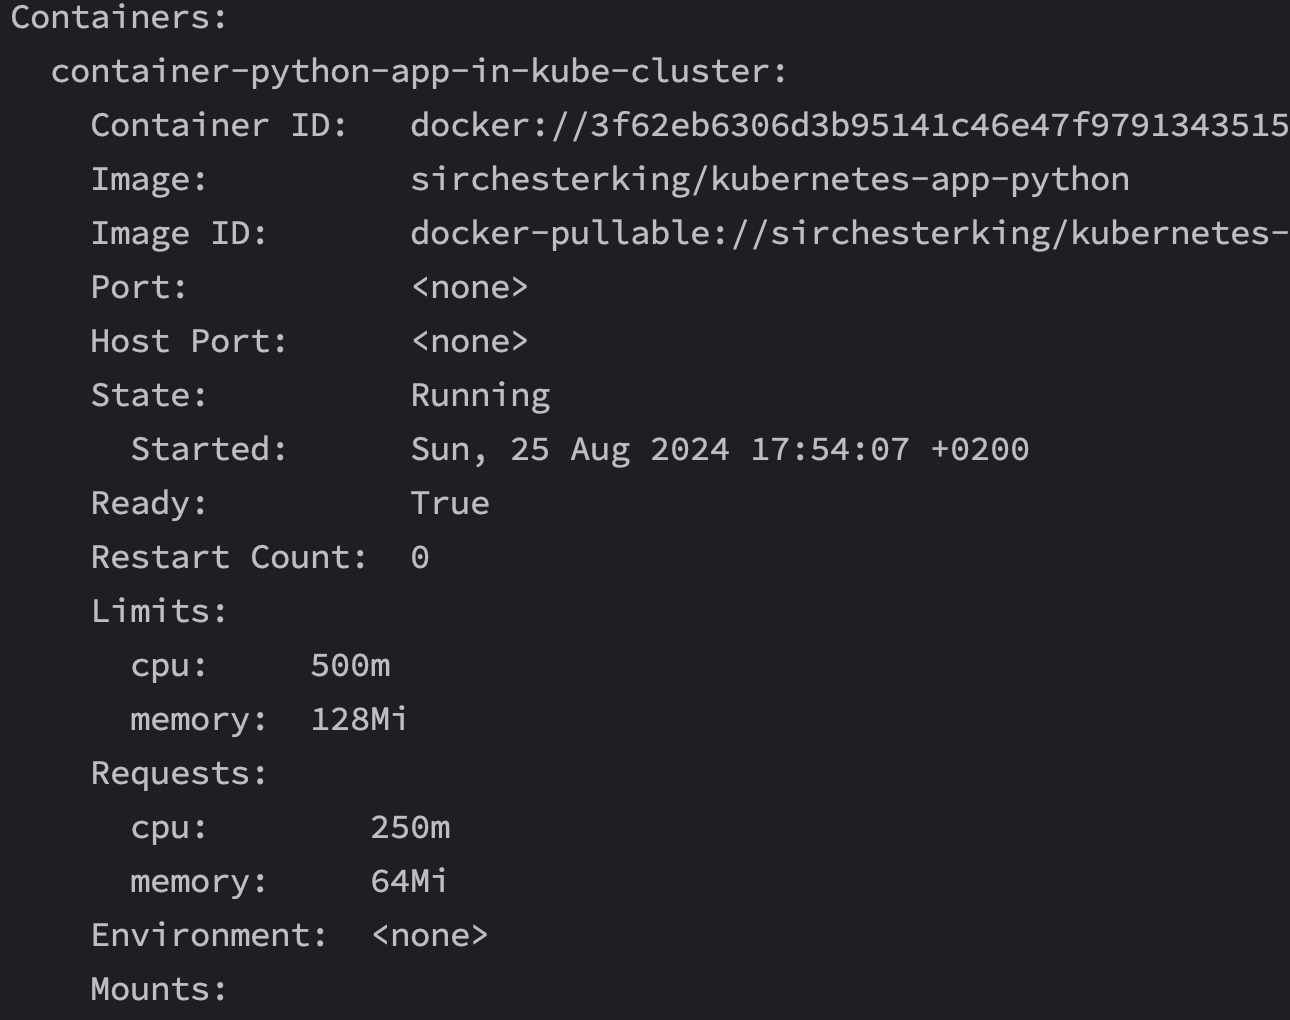 Containers:
  container-python-app-in-kube-cluster:
    Container ID:   docker://3f62eb6306d3b95141c46e47f9791343515
    Image:          sirchesterking/kubernetes-app-python
    Image ID:       docker-pullable://sirchesterking/kubernetes-
    Port:           <none>
    Host Port:      <none>
    State:          Running
      Started:      Sun, 25 Aug 2024 17:54:07 +0200
    Ready:          True
    Restart Count:  0
    Limits:
      cpu:     500m
      memory:  128Mi
    Requests:
      cpu:        250m
      memory:     64Mi
    Environment:  <none>
    Mounts: